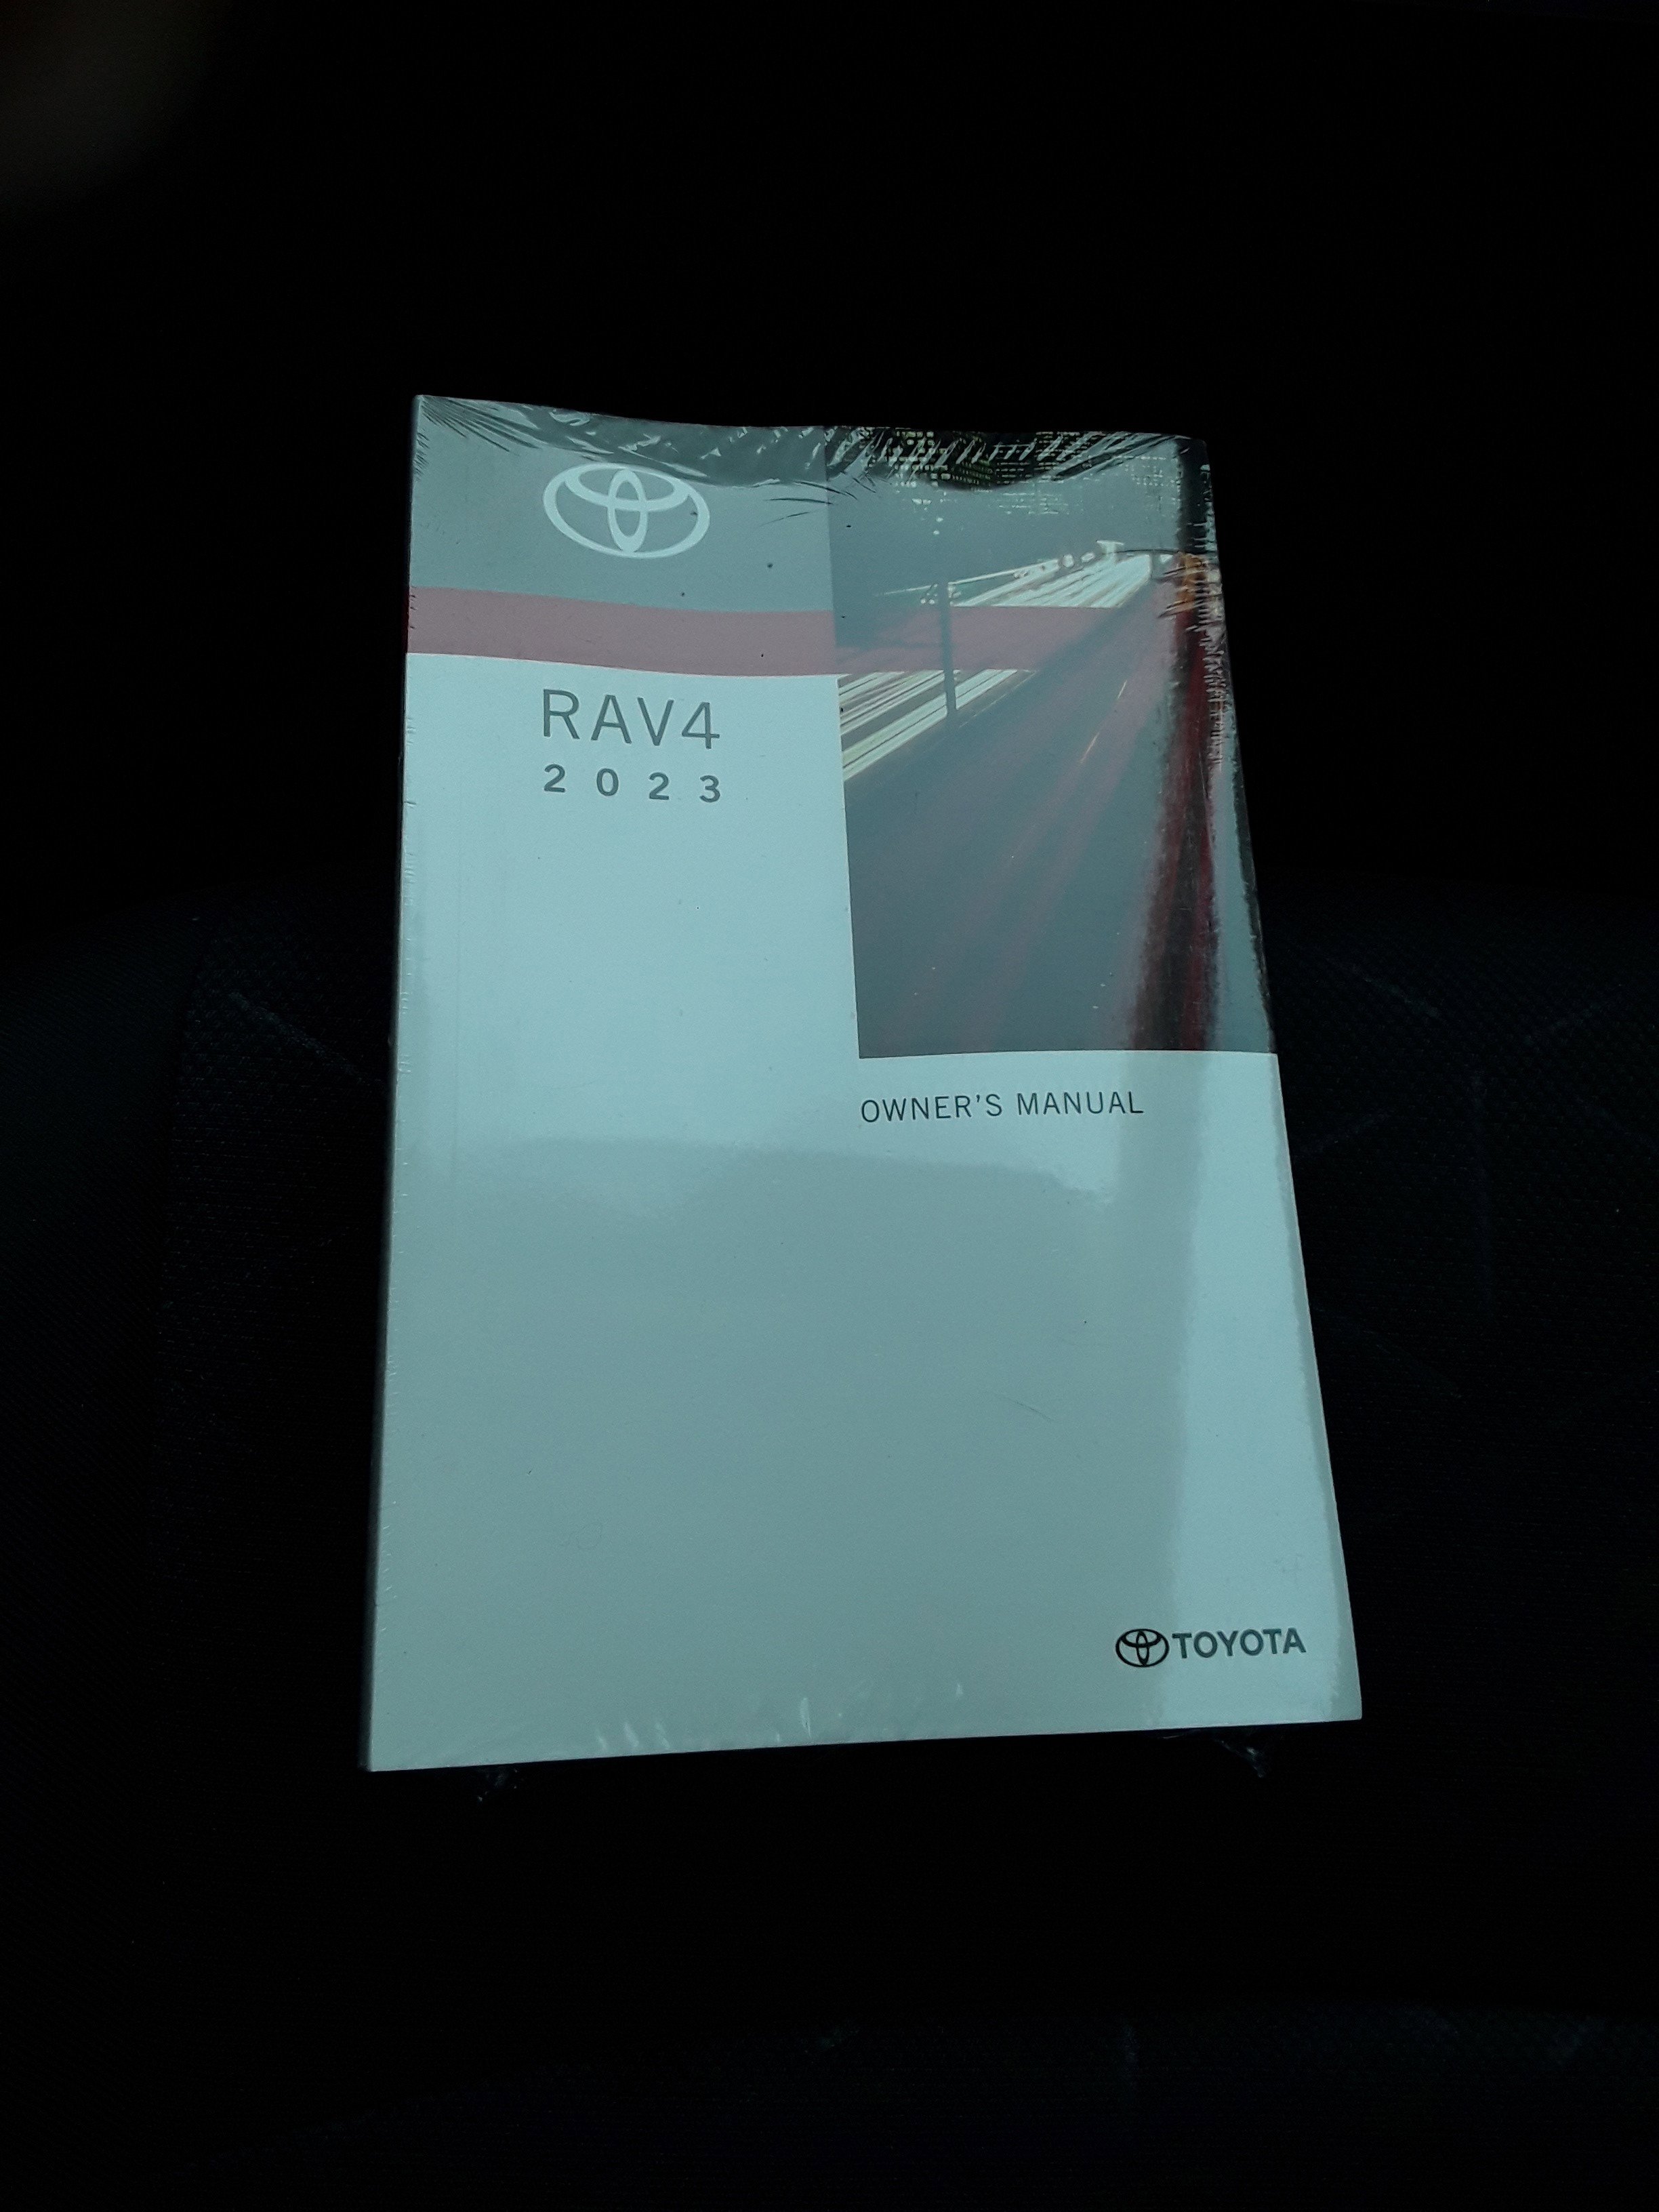 RAV4
2023
OWNER'S MANUAL
TOYOTA